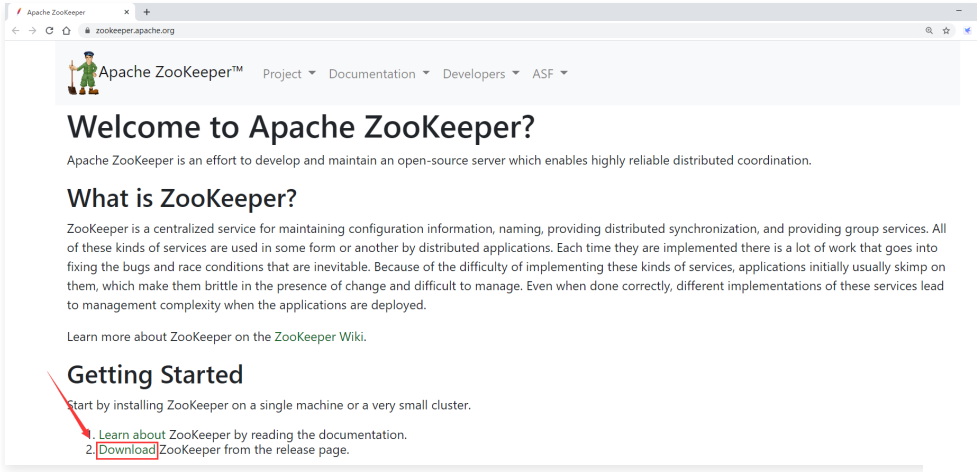 Apache ZooKeeper
zookeeper.apache.org
Apache ZooKeeper™ Project Documentation Developers ASF
Welcome to Apache ZooKeeper?
Apache ZooKeeper is an effort to develop and maintain an open-source server which enables highly reliable distributed coordination.
What is ZooKeeper?
ZooKeeper is a centralized service for maintaining configuration information, naming, providing distributed synchronization, and providing group services. All
of these kinds of services are used in some form or another by distributed applications. Each time they are implemented there is a lot of work that goes into
fixing the bugs and race conditions that are inevitable. Because of the difficulty of implementing these kinds of services, applications initially usually skimp on
them, which make them brittle in the presence of change and difficult to manage. Even when done correctly, different implementations of these services lead
to management complexity when the applications are deployed.
Learn more about ZooKeeper on the ZooKeeper Wiki.
Getting Started
Start by installing ZooKeeper on a single machine or a very small cluster.
1. Learn about ZooKeeper by reading the documentation.
2. Download ZooKeeper from the release page.